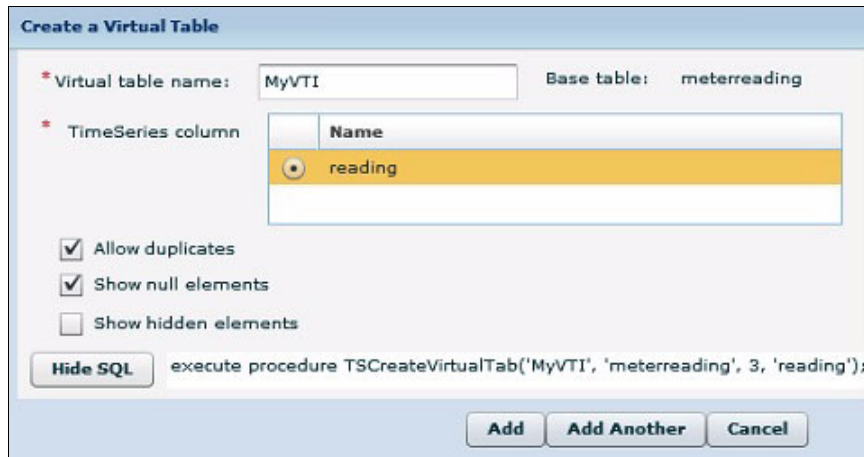 Create a Virtual Table
* Virtual table name: MyVTI Base table: meterreading
* TimeSeries column Name
reading
Allow duplicates
Show null elements
Show hidden elements
Hide SQL execute procedure TSCreateVirtualTab('MyVTI', 'meterreading', 3, 'reading');
Add Add Another Cancel